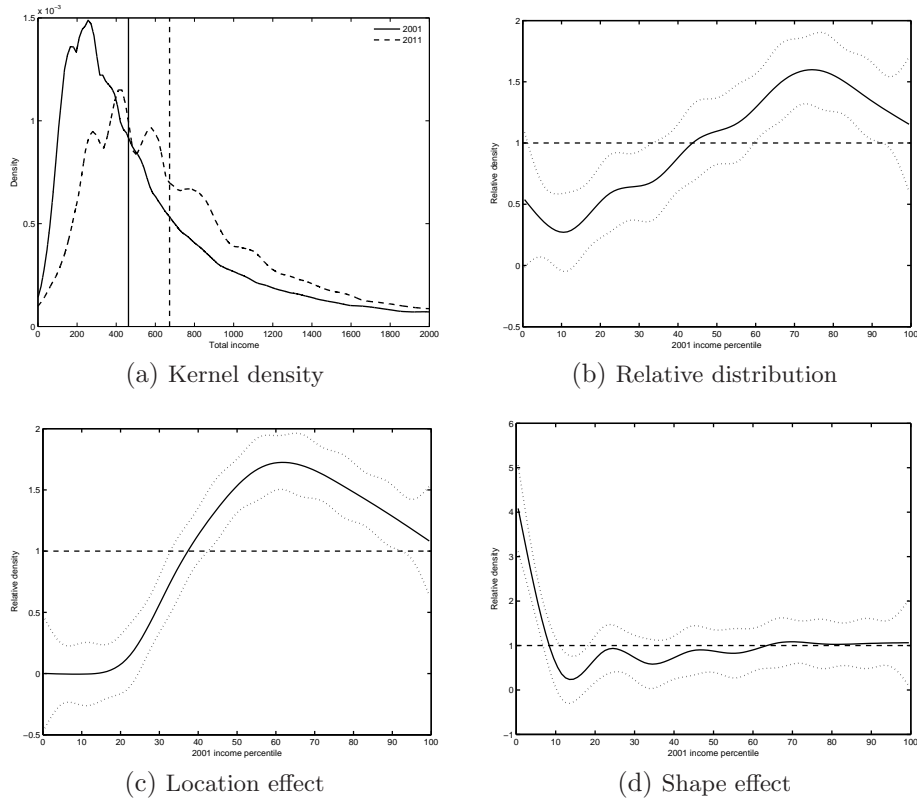 x 10⁻³
1.5
1
0.5
0
Density
2001
2011
0 200 400 600 800 1000 1200 1400 1600 1800 2000
Total income
(a) Kernel density
2
1.5
1
0.5
0
−0.5
Relative density
0 10 20 30 40 50 60 70 80 90 100
2001 income percentile
(b) Relative distribution
2
1.5
1
0.5
0
−0.5
Relative density
0 10 20 30 40 50 60 70 80 90 100
2001 income percentile
(c) Location effect
6
5
4
3
2
1
0
−1
Relative density
0 10 20 30 40 50 60 70 80 90 100
2001 income percentile
(d) Shape effect